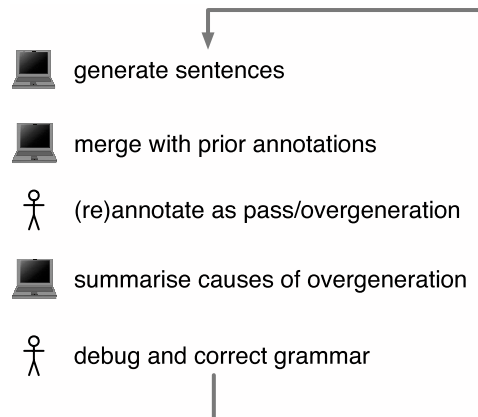 generate sentences
merge with prior annotations
(re)annotate as pass/overgeneration
summarise causes of overgeneration
debug and correct grammar